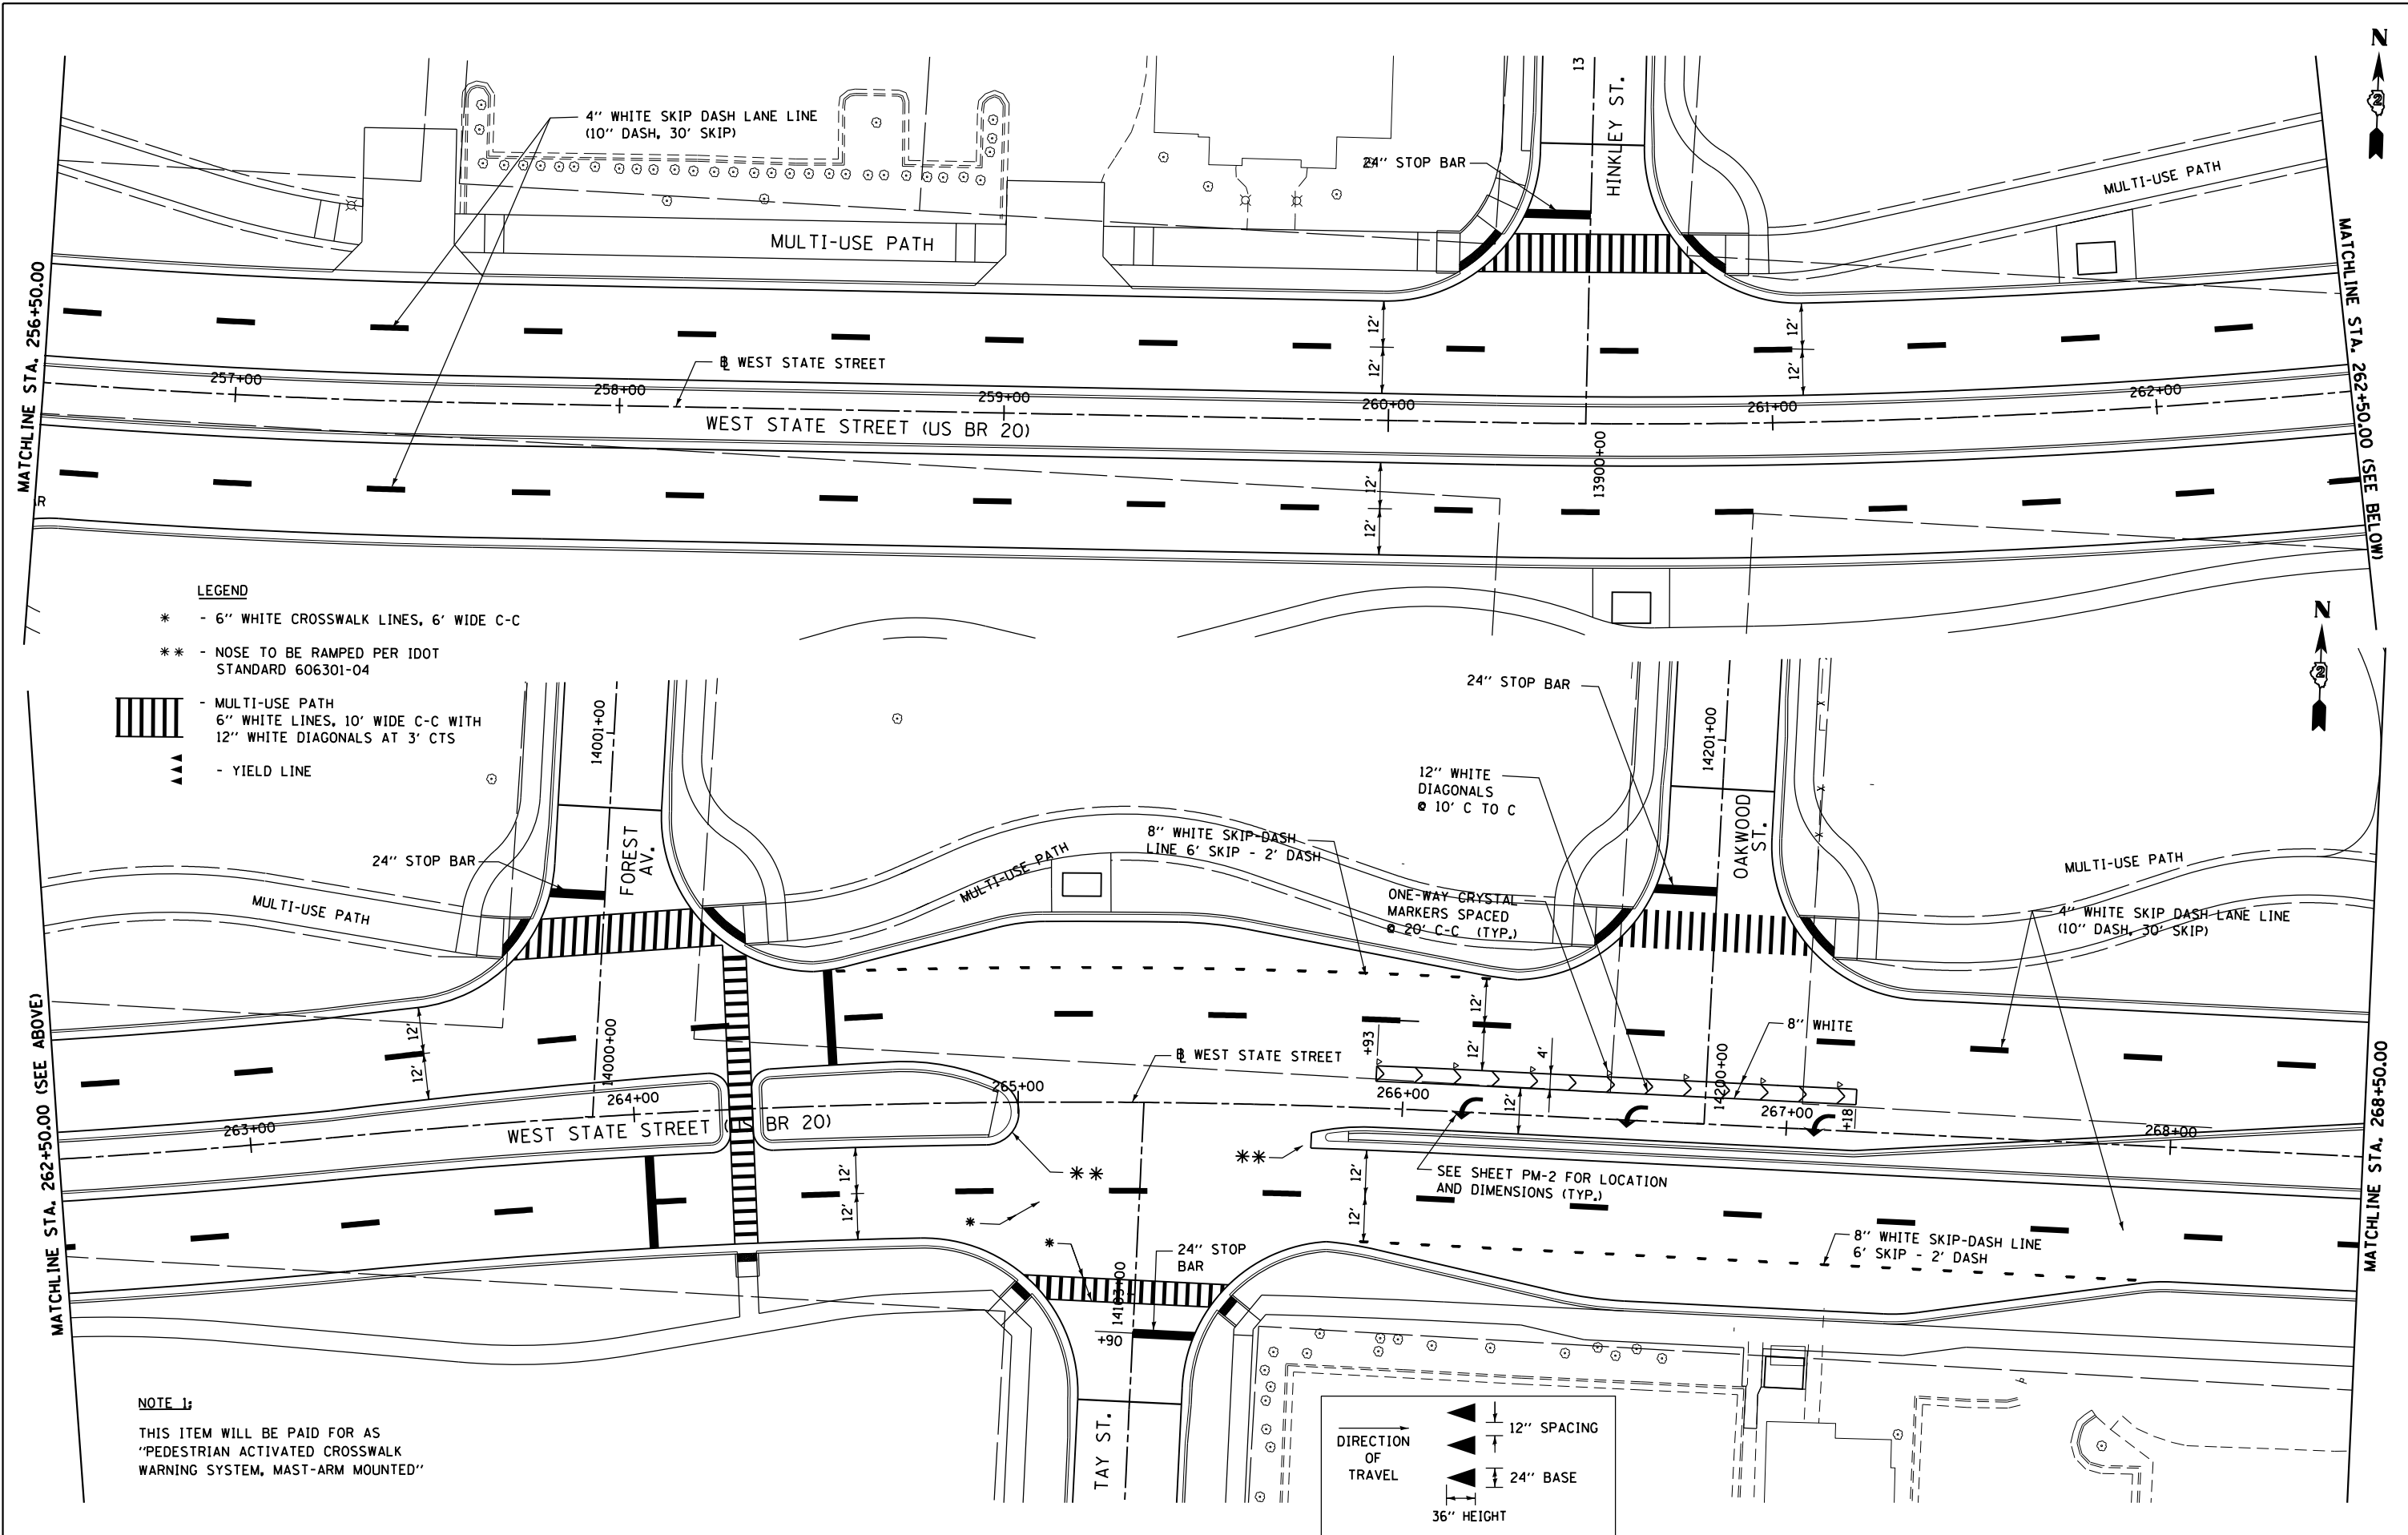 N
2
4" WHITE SKIP DASH LANE LINE
(10" DASH, 30' SKIP)
13
HINKLEY ST.
24" STOP BAR
MULTI-USE PATH
MULTI-USE PATH
MATCHLINE STA. 256+50.00
MATCHLINE STA. 262+50.00 (SEE BELOW)
12'
12'
12'
12'
℄ WEST STATE STREET
257+00
258+00
259+00
260+00
261+00
262+00
WEST STATE STREET (US BR 20)
13900+00
12'
12'
R
LEGEND
* - 6" WHITE CROSSWALK LINES, 6' WIDE C-C
** - NOSE TO BE RAMPED PER IDOT
STANDARD 606301-04
- MULTI-USE PATH
6" WHITE LINES, 10' WIDE C-C WITH
12" WHITE DIAGONALS AT 3' CTS
- YIELD LINE
N
2
24" STOP BAR
14001+00
14201+00
12" WHITE
DIAGONALS
@ 10' C TO C
FOREST
AV.
OAKWOOD
ST.
8" WHITE SKIP-DASH
LINE 6' SKIP - 2' DASH
24" STOP BAR
MULTI-USE PATH
MULTI-USE PATH
MULTI-USE PATH
ONE-WAY CRYSTAL
MARKERS SPACED
@ 20' C-C (TYP.)
4" WHITE SKIP DASH LANE LINE
(10" DASH, 30' SKIP)
MATCHLINE STA. 262+50.00 (SEE ABOVE)
MATCHLINE STA. 268+50.00
12'
12'
12'
12'
14000+00
℄ WEST STATE STREET
+93
4'
8" WHITE
14200+00
263+00
264+00
265+00
266+00
267+00
268+00
12'
+18
WEST STATE STREET (US BR 20)
**
**
SEE SHEET PM-2 FOR LOCATION
AND DIMENSIONS (TYP.)
12'
12'
12'
12'
*
*
24" STOP
BAR
8" WHITE SKIP-DASH LINE
6' SKIP - 2' DASH
14103+00
+90
TAY ST.
NOTE 1:
THIS ITEM WILL BE PAID FOR AS
"PEDESTRIAN ACTIVATED CROSSWALK
WARNING SYSTEM, MAST-ARM MOUNTED"
DIRECTION
OF
TRAVEL
12" SPACING
24" BASE
36" HEIGHT